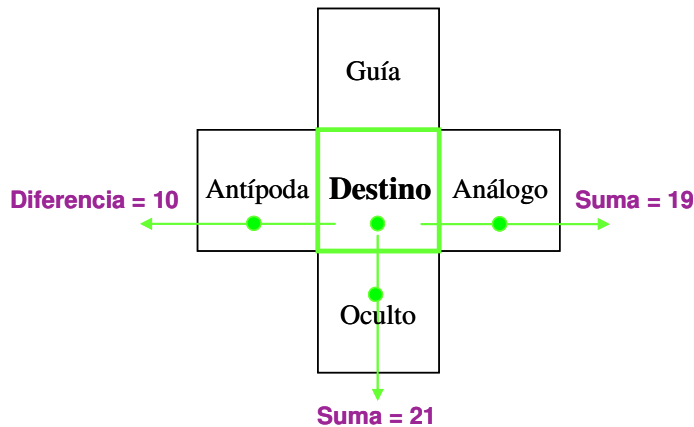 Guía
Antípoda
Destino
Análogo
Diferencia = 10
Suma = 19
Oculto
Suma = 21